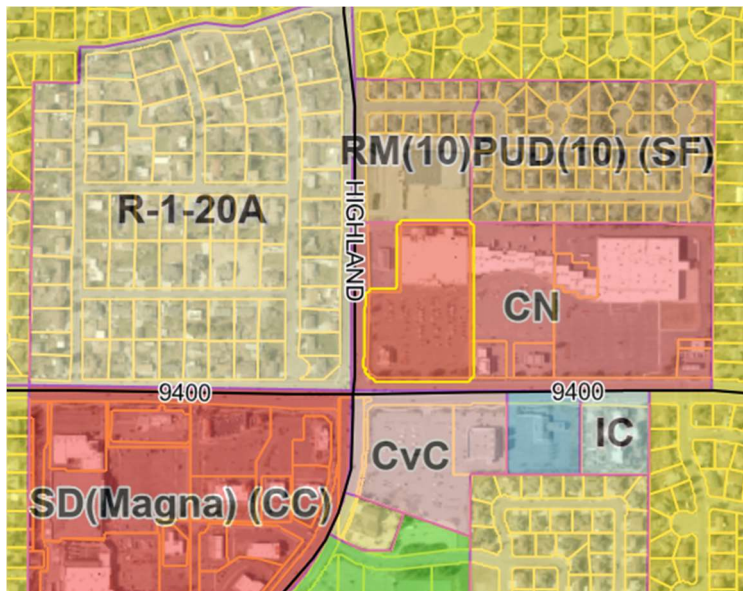 RM(10)PUD(10) (SF)
R-1-20A
HIGHLAND
CN
9400
9400
CvC
IC
SD(Magna) (CC)